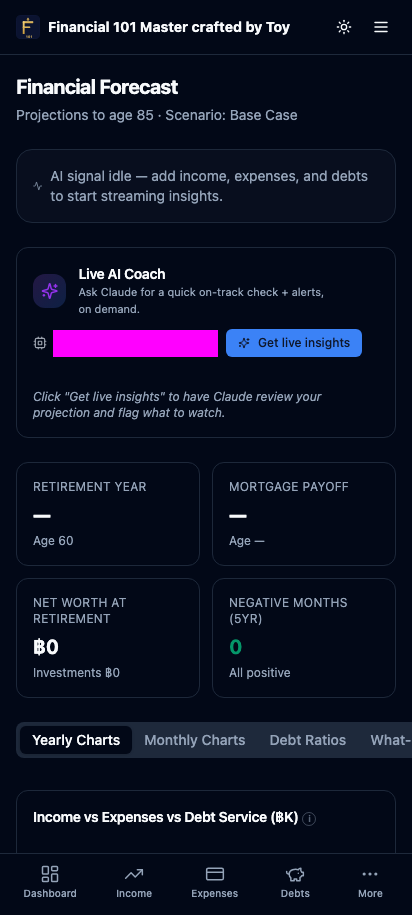 Financial 101 Master crafted by Toy
Financial Forecast
Projections to age 85 · Scenario: Base Case
AI signal idle — add income, expenses, and debts
to start streaming insights.
Live AI Coach
Ask Claude for a quick on-track check + alerts,
on demand.
Get live insights
Click "Get live insights" to have Claude review your
projection and flag what to watch.
RETIREMENT YEAR
—
Age 60
MORTGAGE PAYOFF
—
Age —
NET WORTH AT
RETIREMENT
฿0
Investments ฿0
NEGATIVE MONTHS
(5YR)
0
All positive
Yearly Charts
Monthly Charts
Debt Ratios
What-
Income vs Expenses vs Debt Service (฿K)
Dashboard
Income
Expenses
Debts
More